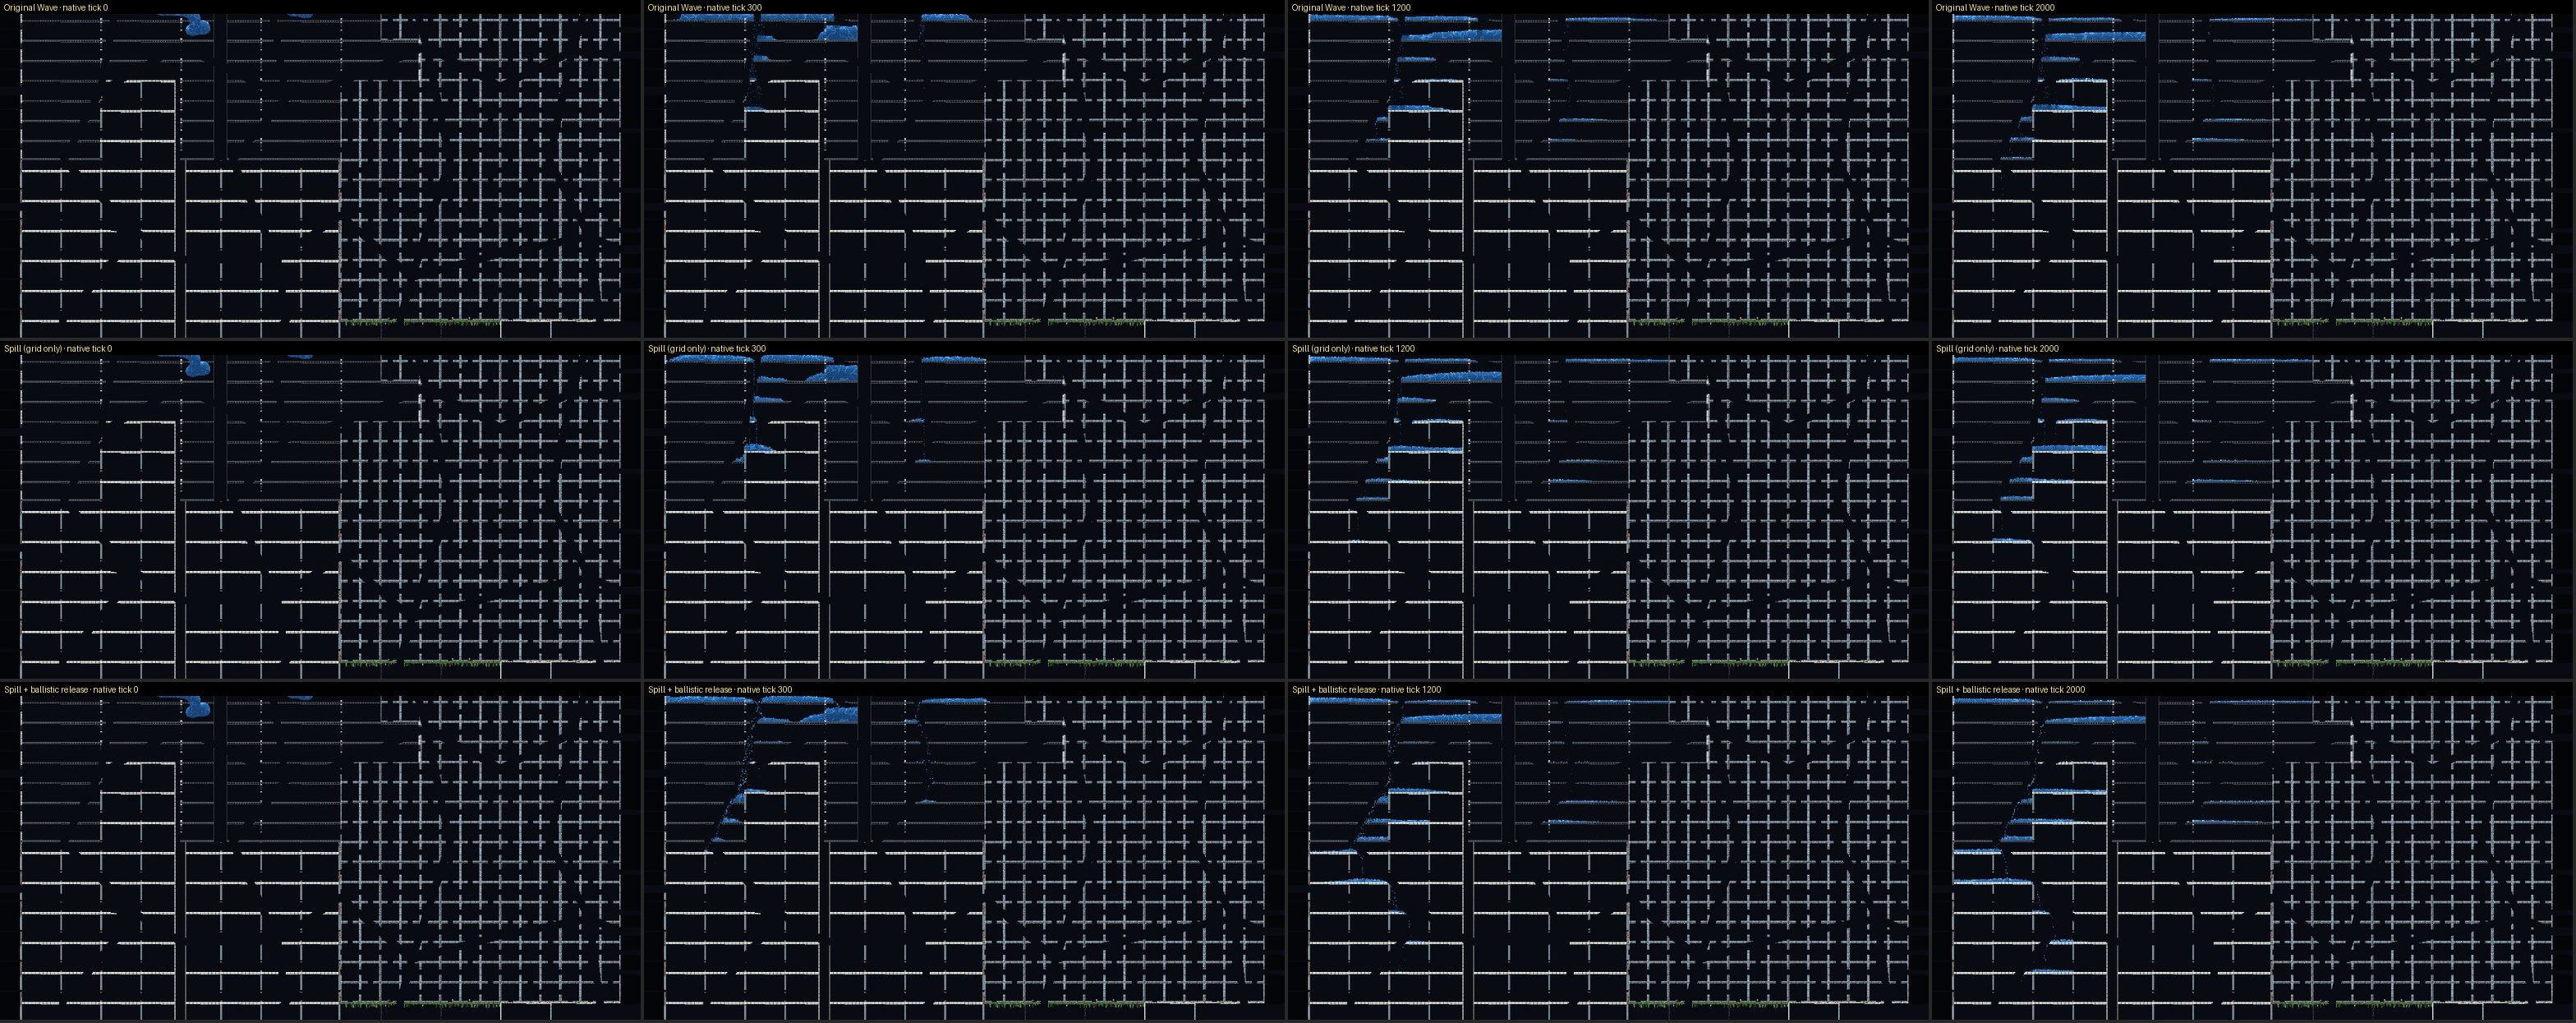 Original Wave · native tick 0
Original Wave · native tick 300
Original Wave · native tick 1200
Original Wave · native tick 2000
Spill (grid only) · native tick 0
Spill (grid only) · native tick 300
Spill (grid only) · native tick 1200
Spill (grid only) · native tick 2000
Spill + ballistic release · native tick 0
Spill + ballistic release · native tick 300
Spill + ballistic release · native tick 1200
Spill + ballistic release · native tick 2000